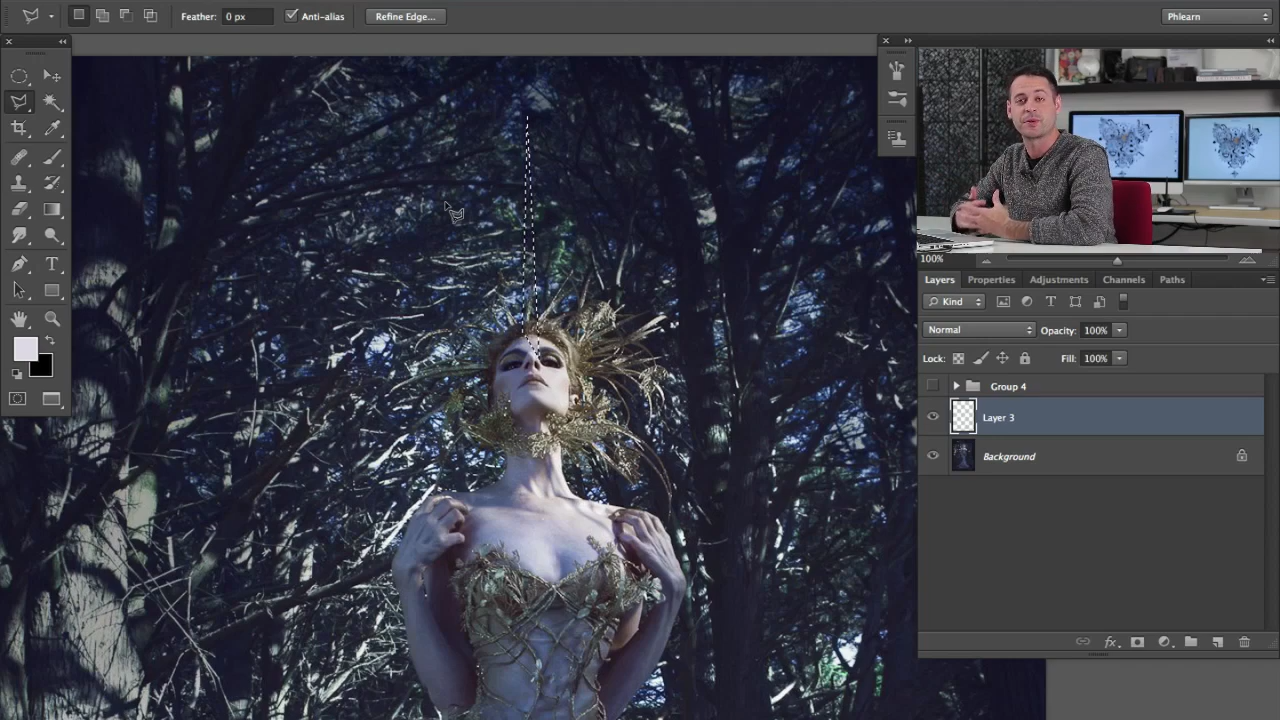 Feather: 0 px Anti-alias Refine Edge... Phlearn
100%
Layers Properties Adjustments Channels Paths
Kind
Normal Opacity: 100%
Lock: Fill: 100%
Group 4
Layer 3
Background